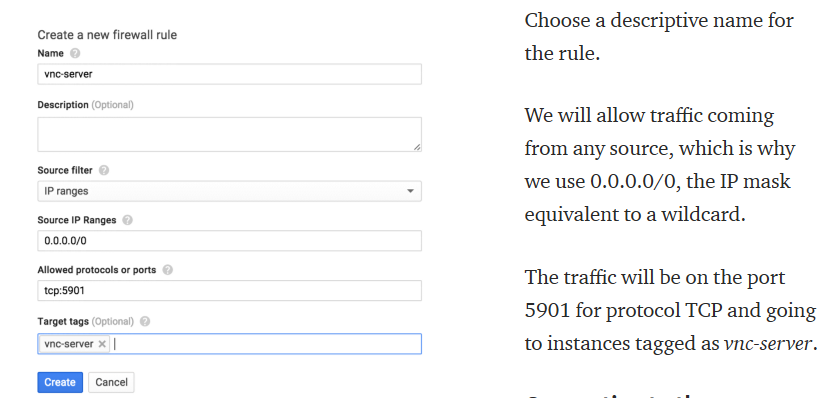 Create a new firewall rule
Name
vnc-server
Description (Optional)
Source filter
IP ranges
Source IP Ranges
0.0.0.0/0
Allowed protocols or ports
tcp:5901
Target tags (Optional)
vnc-server
Create Cancel
Choose a descriptive name for
the rule.
We will allow traffic coming
from any source, which is why
we use 0.0.0.0/0, the IP mask
equivalent to a wildcard.
The traffic will be on the port
5901 for protocol TCP and going
to instances tagged as vnc-server.